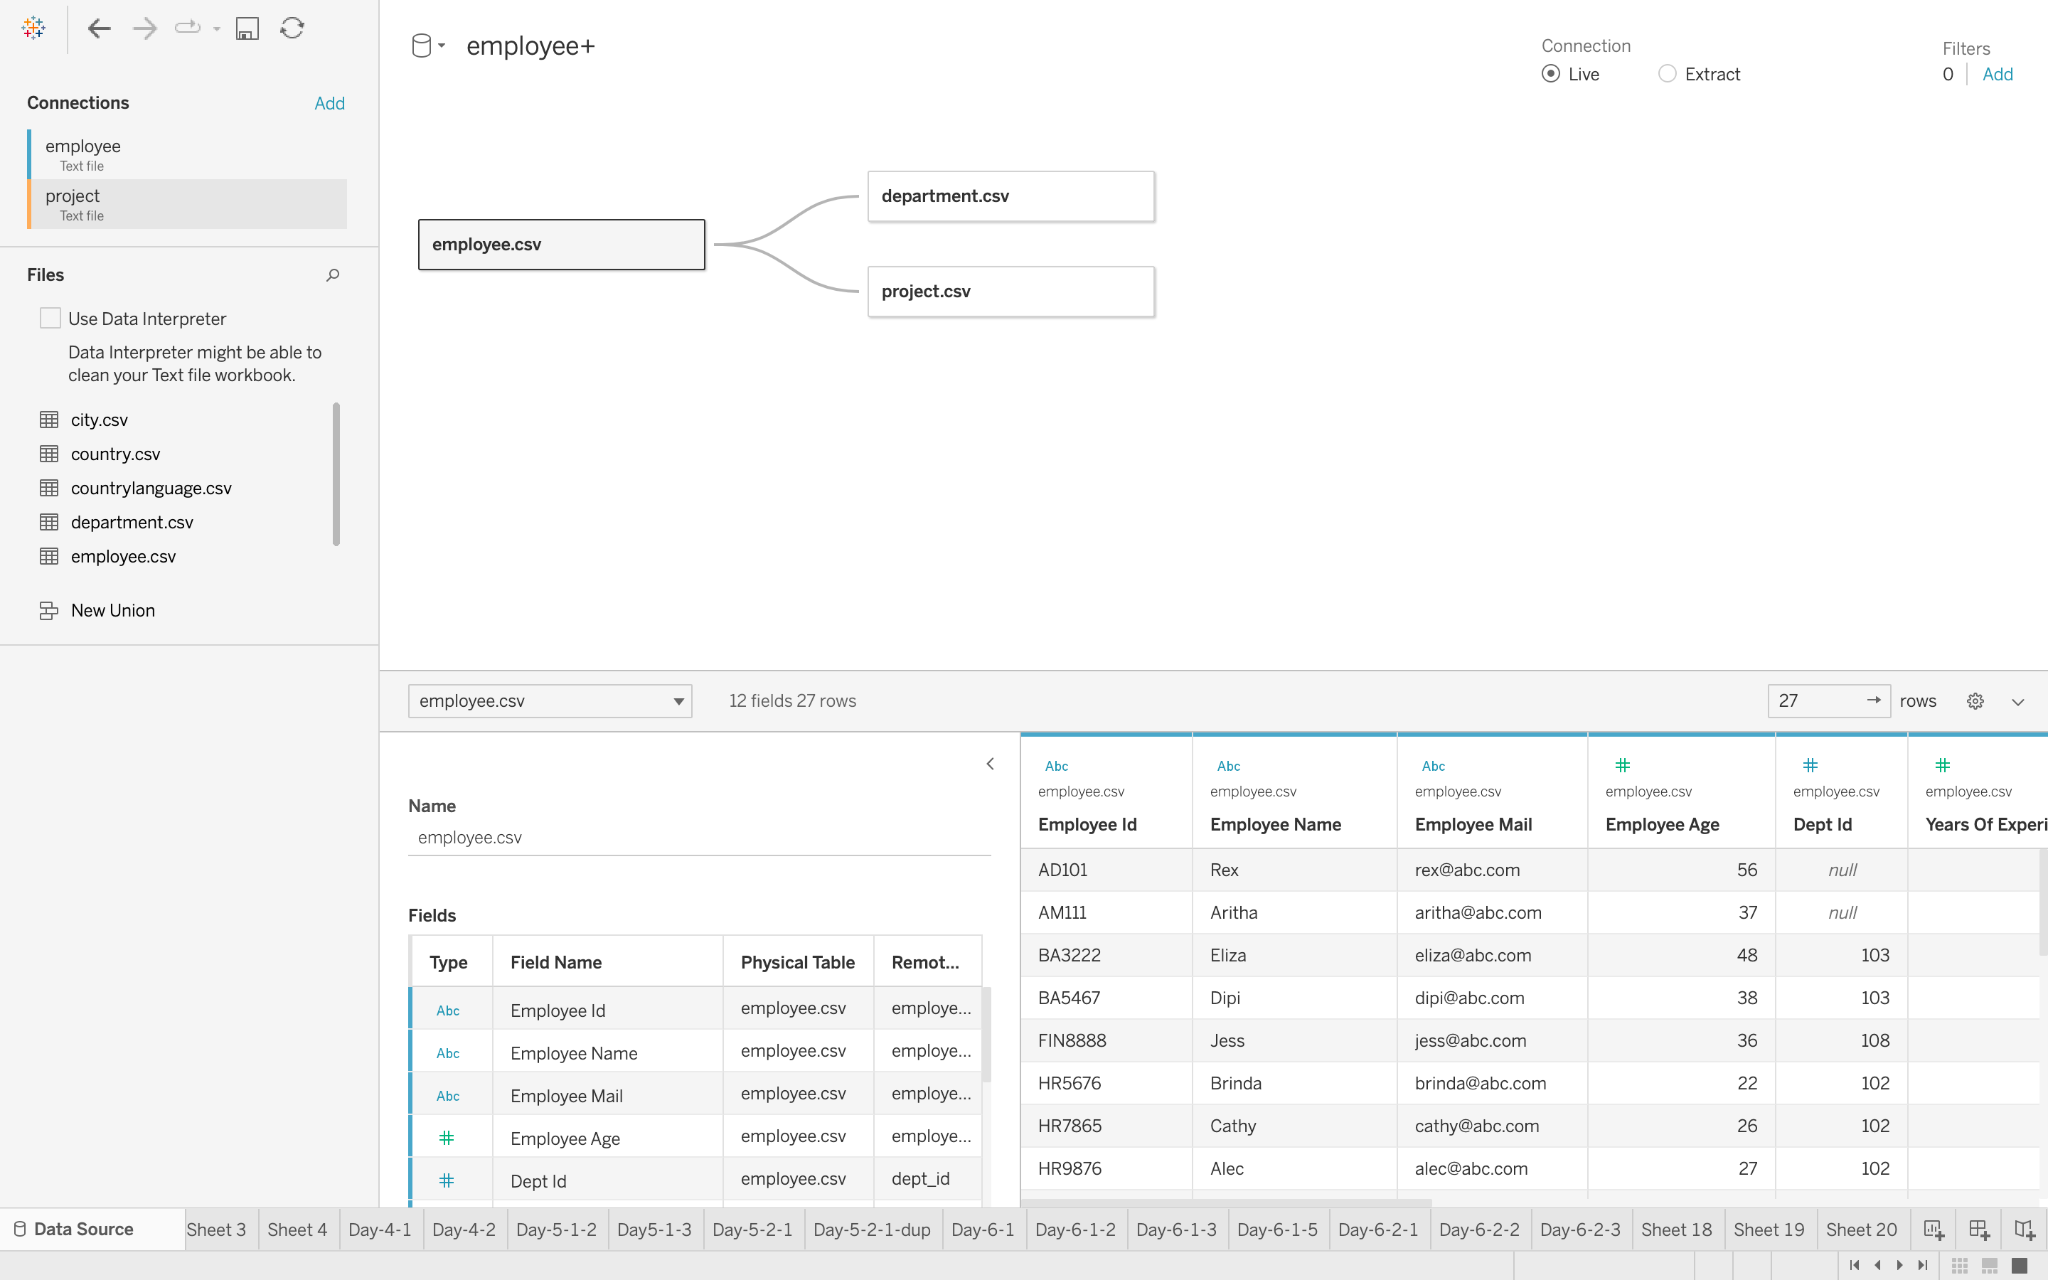 employee+
Connection
Live
Extract
Filters
0
Add
Connections
Add
employee
Text file
project
Text file
department.csv
employee.csv
project.csv
Files
Use Data Interpreter
Data Interpreter might be able to
clean your Text file workbook.
city.csv
country.csv
countrylanguage.csv
department.csv
employee.csv
New Union
employee.csv
12 fields 27 rows
27
rows
Name
employee.csv
Fields
Type Field Name Physical Table Remot...
Abc Employee Id employee.csv employe...
Abc Employee Name employee.csv employe...
Abc Employee Mail employee.csv employe...
# Employee Age employee.csv employe...
# Dept Id employee.csv dept_id
Abc Abc Abc # # #
employee.csv employee.csv employee.csv employee.csv employee.csv employee.csv
Employee Id Employee Name Employee Mail Employee Age Dept Id Years Of Experi
AD101 Rex rex@abc.com 56 null
AM111 Aritha aritha@abc.com 37 null
BA3222 Eliza eliza@abc.com 48 103
BA5467 Dipi dipi@abc.com 38 103
FIN8888 Jess jess@abc.com 36 108
HR5676 Brinda brinda@abc.com 22 102
HR7865 Cathy cathy@abc.com 26 102
HR9876 Alec alec@abc.com 27 102
Data Source Sheet 3 Sheet 4 Day-4-1 Day-4-2 Day-5-1-2 Day5-1-3 Day-5-2-1 Day-5-2-1-dup Day-6-1 Day-6-1-2 Day-6-1-3 Day-6-1-5 Day-6-2-1 Day-6-2-2 Day-6-2-3 Sheet 18 Sheet 19 Sheet 20